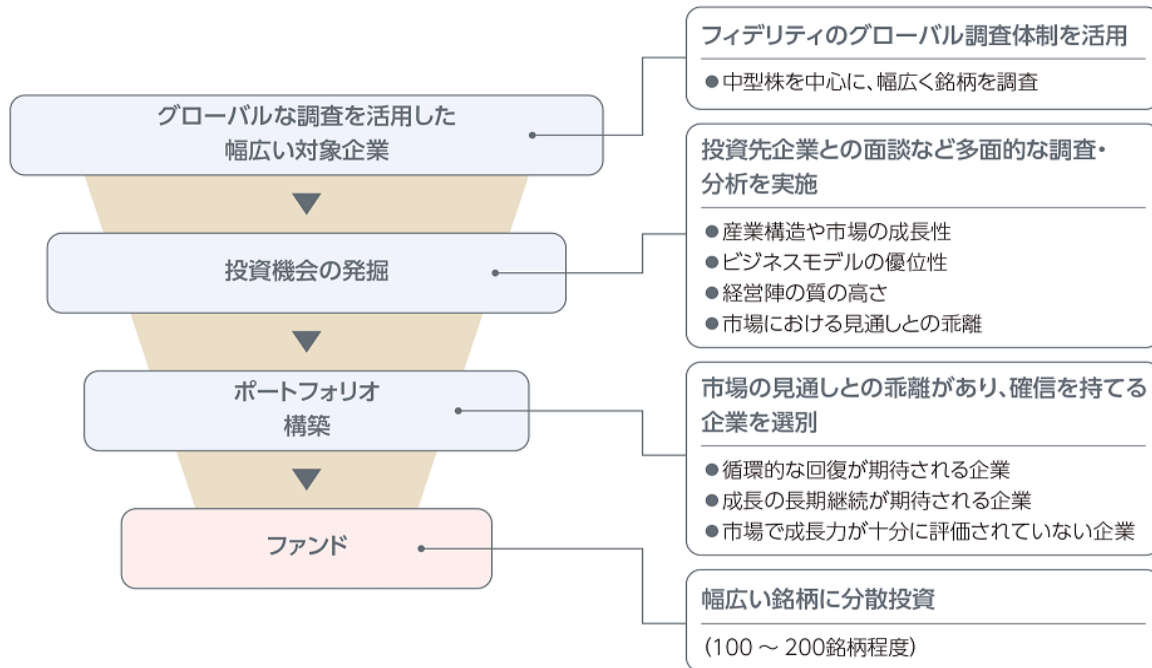 グローバルな調査を活用した
幅広い対象企業
フィデリティのグローバル調査体制を活用
●中型株を中心に、幅広く銘柄を調査
投資機会の発掘
投資先企業との面談など多面的な調査・
分析を実施
●産業構造や市場の成長性
●ビジネスモデルの優位性
●経営陣の質の高さ
●市場における見通しとの乖離
ポートフォリオ
構築
市場の見通しとの乖離があり、確信を持てる
企業を選別
●循環的な回復が期待される企業
●成長の長期継続が期待される企業
●市場で成長力が十分に評価されていない企業
ファンド
幅広い銘柄に分散投資
(100 ～ 200銘柄程度)